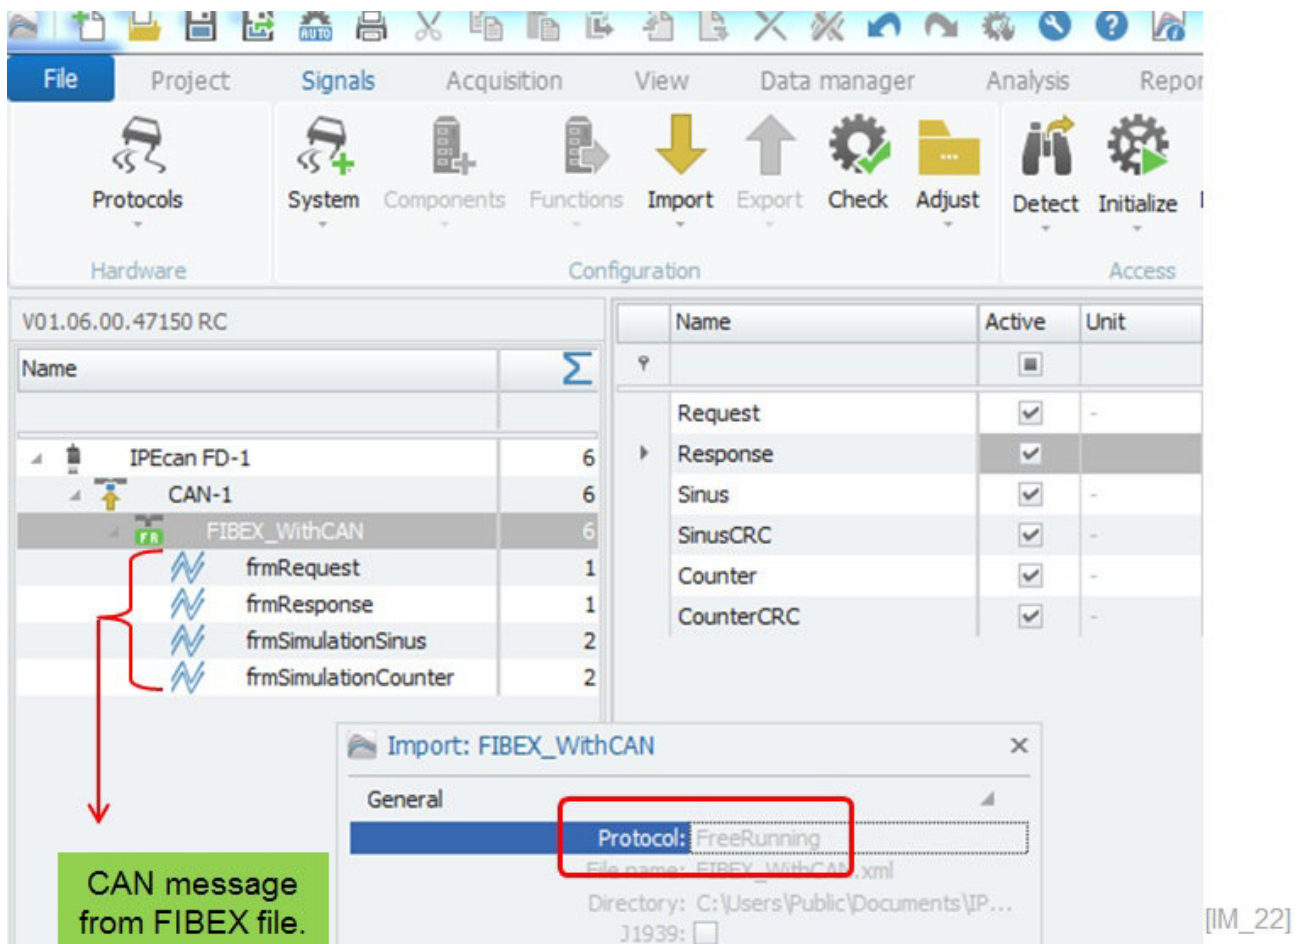 AUTO
File Project Signals Acquisition View Data manager Analysis Repor
Protocols System Components Functions Import Export Check Adjust Detect Initialize
Hardware Configuration Access
V01.06.00.47150 RC
Name Σ
IPEcan FD-1 6
CAN-1 6
FR FIBEX_WithCAN 6
frmRequest 1
frmResponse 1
frmSimulationSinus 2
frmSimulationCounter 2
Name Active Unit
Request -
Response
Sinus -
SinusCRC -
Counter -
CounterCRC -
Import: FIBEX_WithCAN
General
Protocol: FreeRunning
File name: FIBEX_WithCAN.xml
Directory: C:\Users\Public\Documents\IP...
J1939:
CAN message
from FIBEX file.
[IM_22]